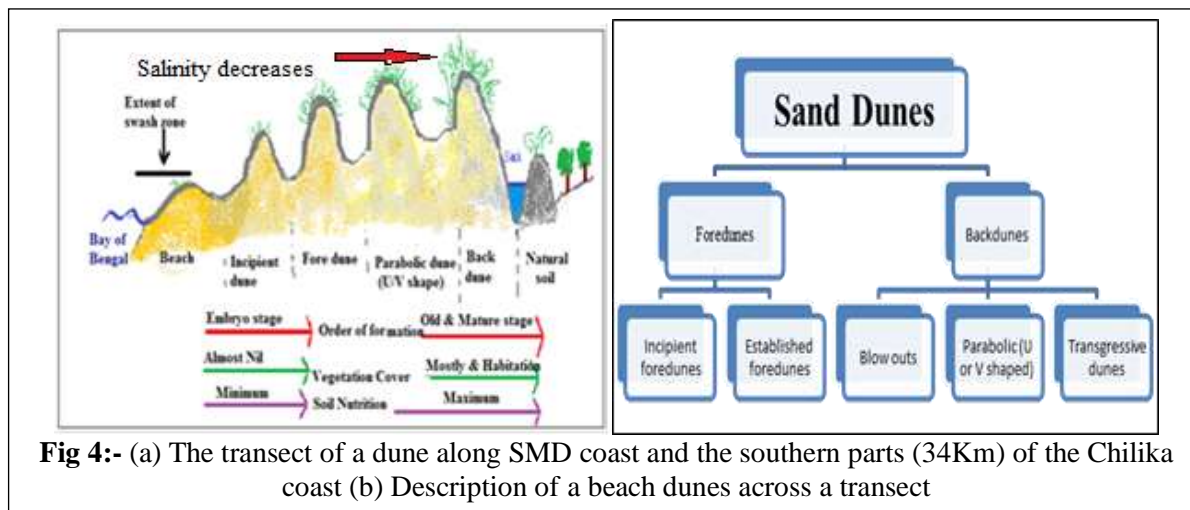 Salinity decreases
Extent of
swash zone
Bay of
Bengal
Beach
Incipient
dune
Fore dune
Parabolic dune
(U/V shape)
Back
dune
Natural
soil
Embryo stage
Order of formation
Old & Mature stage
Almost Nil
Vegetation Cover
Mostly & Habitation
Minimum
Soil Nutrition
Maximum
Sand Dunes
Foredunes
Backdunes
Incipient
foredunes
Established
foredunes
Blow outs
Parabolic (U
or V shaped)
Transgressive
dunes
Fig 4:- (a) The transect of a dune along SMD coast and the southern parts (34Km) of the Chilika
coast (b) Description of a beach dunes across a transect